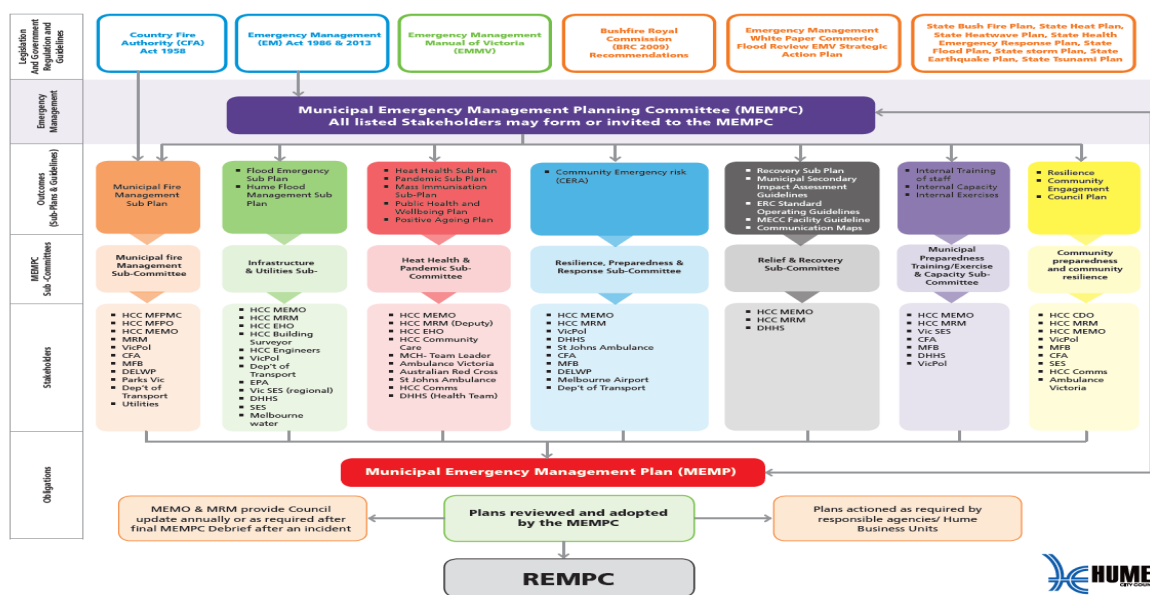 Legislation
And Government
Regulation and
Guidelines
Country Fire
Authority (CFA)
Act 1958
Emergency Management
(EM) Act 1986 & 2013
Emergency Management
Manual of Victoria
(EMMV)
Bushfire Royal
Commission
(BRC 2009)
Recommendations
Emergency Management
White Paper Commerie
Flood Review EMV Strategic
Action Plan
State Bush Fire Plan, State Heat Plan,
State Heatwave Plan, State Health
Emergency Response Plan, State
Flood Plan, State storm Plan, State
Earthquake Plan, State Tsunami Plan
Emergency
Management
Municipal Emergency Management Planning Committee (MEMPC)
All listed Stakeholders may form or invited to the MEMPC
Outcomes
(Sub-Plans & Guidelines)
Municipal Fire
Management
Sub Plan
Flood Emergency
Sub Plan
Hume Flood
Management Sub
Plan
Heat Health Sub Plan
Pandemic Sub Plan
Mass Immunisation
Sub-Plan
Public Health and
Wellbeing Plan
Positive Ageing Plan
Community Emergency risk
(CERA)
Recovery Sub Plan
Municipal Secondary
Impact Assessment
Guidelines
ERC Standard
Operating Guidelines
MECC Facility Guideline
Communication Maps
Internal Training
of staff
Internal Capacity
Internal Exercises
Resilience
Community
Engagement
Council Plan
MEMPC
Sub-Committees
Municipal fire
Management
Sub-Committee
Infrastructure
& Utilities Sub-
Heat Health &
Pandemic Sub-
Committee
Resilience, Preparedness &
Response Sub-Committee
Relief & Recovery
Sub-Committee
Municipal
Preparedness
Training/Exercise
& Capacity Sub-
Committee
Community
preparedness
and community
resilience
Stakeholders
HCC MFPMC
HCC MFPO
HCC MEMO
MRM
VicPol
CFA
MFB
DELWP
Parks Vic
Dep't of
Transport
Utilities
HCC MEMO
HCC MRM
HCC EHO
HCC Building
Surveyor
HCC Engineers
VicPol
Dep't of
Transport
EPA
Vic SES (regional)
DHHS
SES
Melbourne
water
HCC MEMO
HCC MRM (Deputy)
HCC EHO
HCC Community
Care
MCH- Team Leader
Ambulance Victoria
Australian Red Cross
St Johns Ambulance
HCC Comms
DHHS (Health Team)
HCC MEMO
HCC MRM
VicPol
DHHS
St Johns Ambulance
CFA
MFB
DELWP
Melbourne Airport
Dep't of Transport
HCC MEMO
HCC MRM
DHHS
HCC MEMO
HCC MRM
Vic SES
CFA
MFB
DHHS
VicPol
HCC CDO
HCC MRM
HCC MEMO
VicPol
MFB
CFA
SES
HCC Comms
Ambulance
Victoria
Obligations
Municipal Emergency Management Plan (MEMP)
MEMO & MRM provide Council
update annually or as required after
final MEMPC Debrief after an incident
Plans reviewed and adopted
by the MEMPC
Plans actioned as required by
responsible agencies/ Hume
Business Units
REMPC
HUME